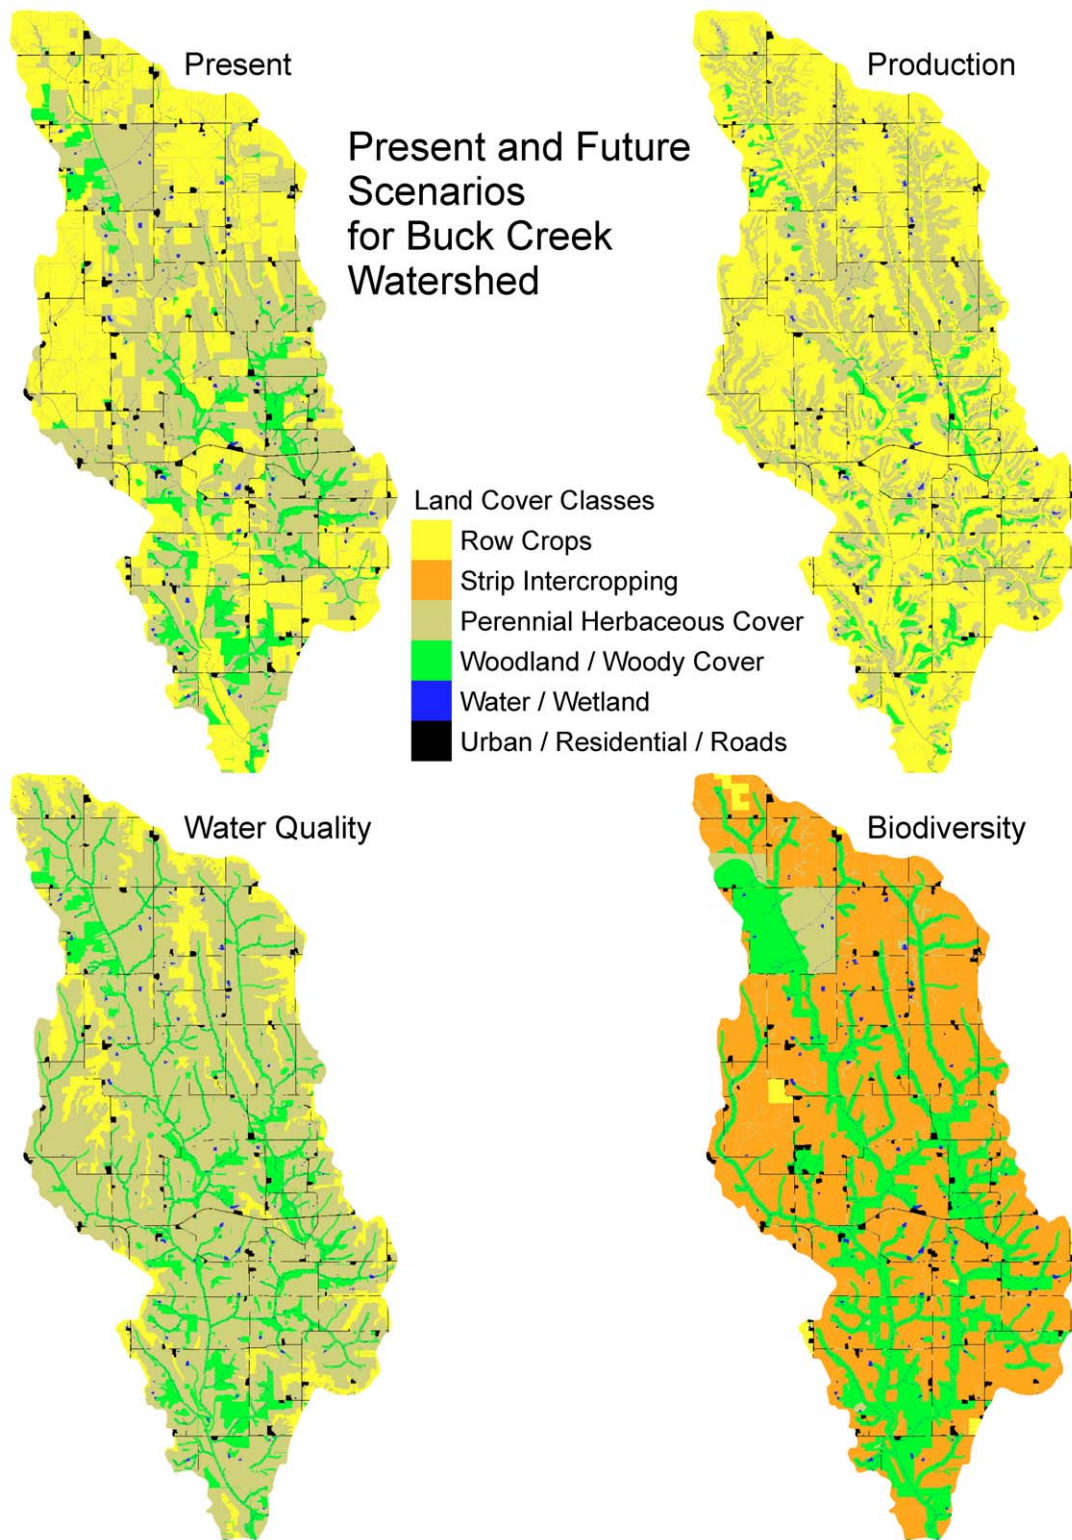 Present
Production
Present and Future
Scenarios
for Buck Creek
Watershed
Land Cover Classes
Row Crops
Strip Intercropping
Perennial Herbaceous Cover
Woodland / Woody Cover
Water / Wetland
Urban / Residential / Roads
Water Quality
Biodiversity